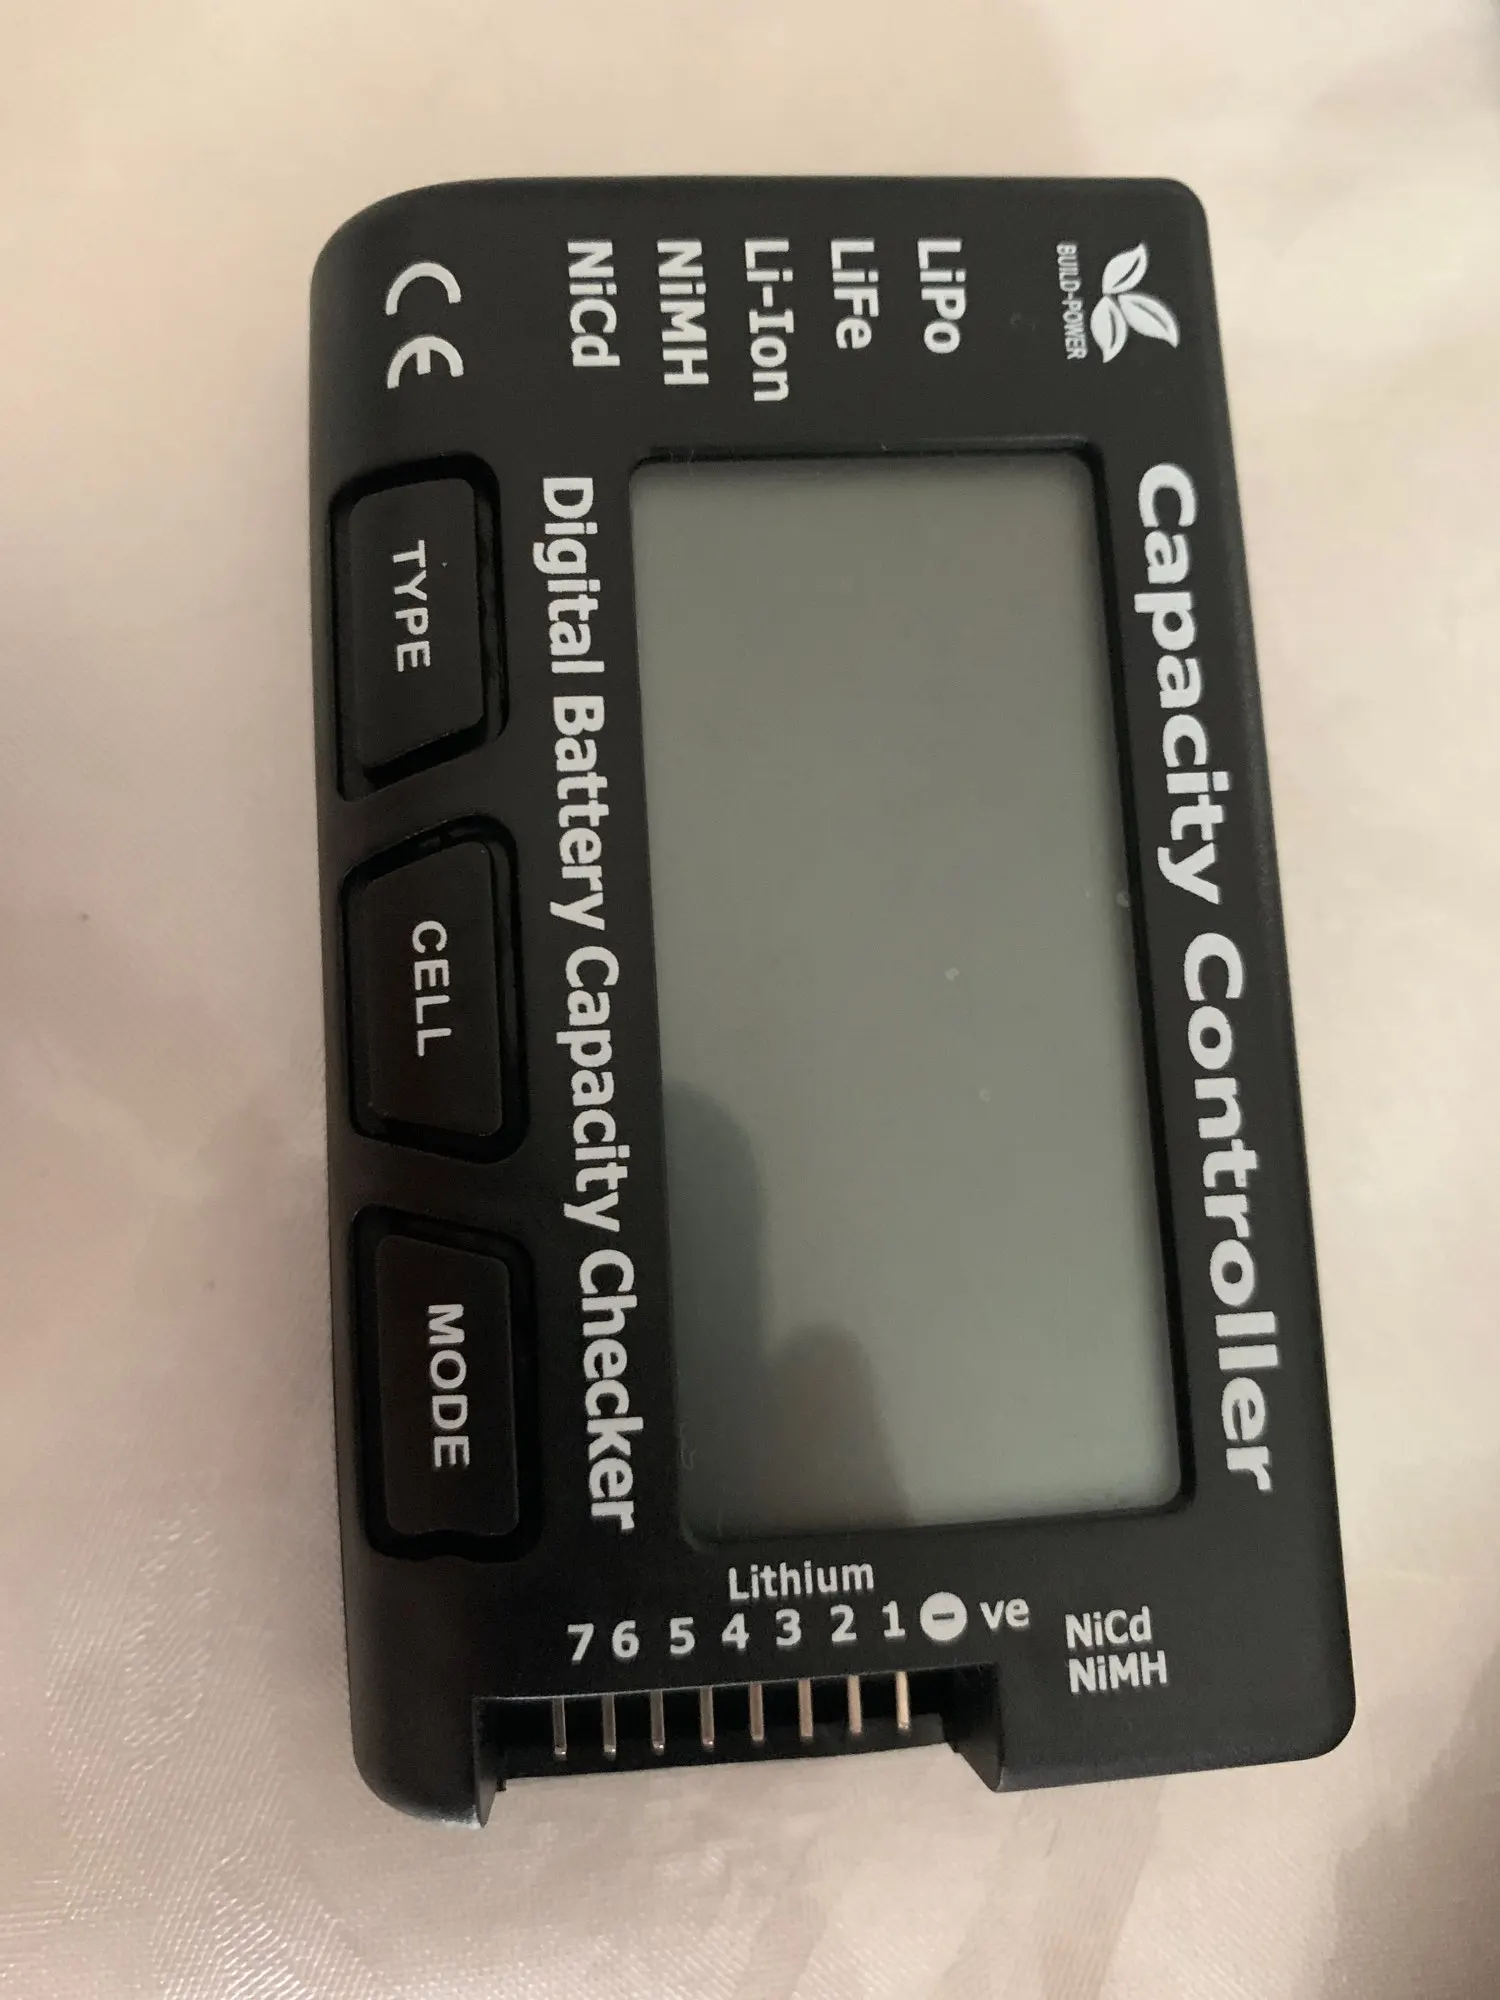 BUILD-POWER
Capacity Controller
LiPo
LiFe
Li-Ion
NiMH
NiCd
Digital Battery Capacity Checker
CE
TYPE
CELL
MODE
NiCd
NiMH
Lithium
7 6 5 4 3 2 1 - ve